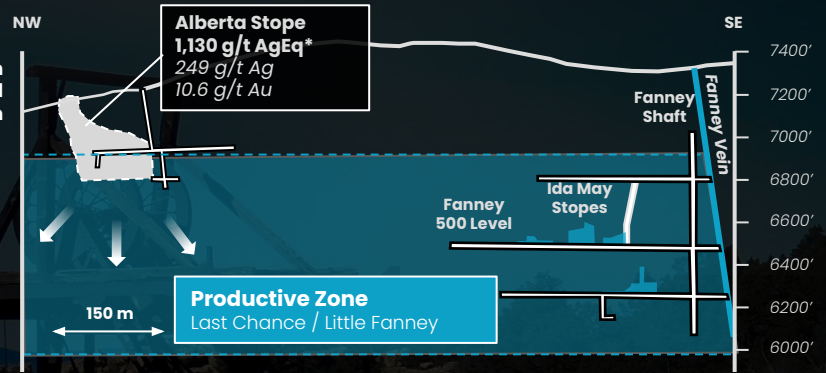 NW
SE
Alberta Stope
1,130 g/t AgEq*
249 g/t Ag
10.6 g/t Au
7400’
7200’
7000’
6800’
6600’
6400’
6200’
6000’
Fanney
Shaft
Fanney Vein
Ida May
Stopes
Fanney
500 Level
Productive Zone
Last Chance / Little Fanney
150 m